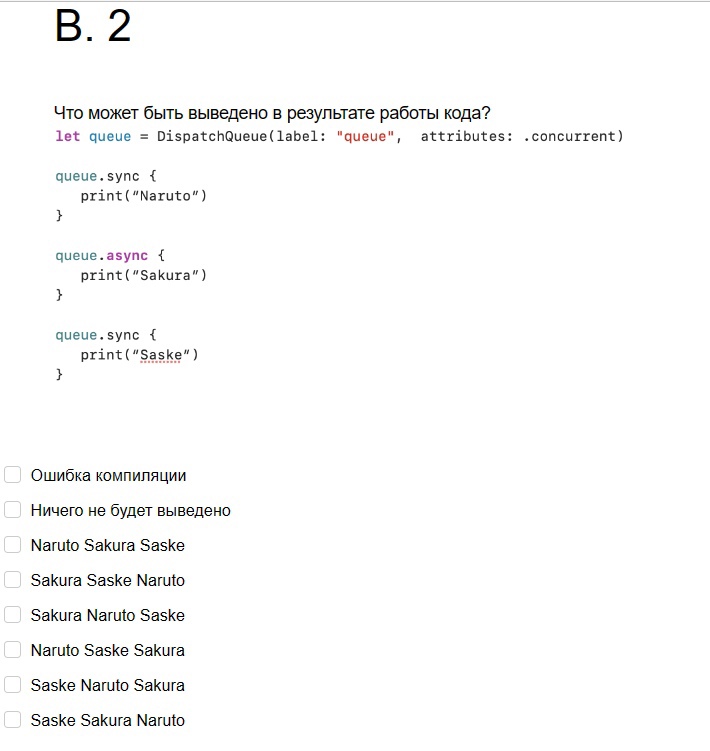 В. 2
Что может быть выведено в результате работы кода?
let queue = DispatchQueue(label: "queue", attributes: .concurrent)
queue.sync {
print(“Naruto”)
}
queue.async {
print(“Sakura”)
}
queue.sync {
print(“Saske”)
}
Ошибка компиляции
Ничего не будет выведено
Naruto Sakura Saske
Sakura Saske Naruto
Sakura Naruto Saske
Naruto Saske Sakura
Saske Naruto Sakura
Saske Sakura Naruto